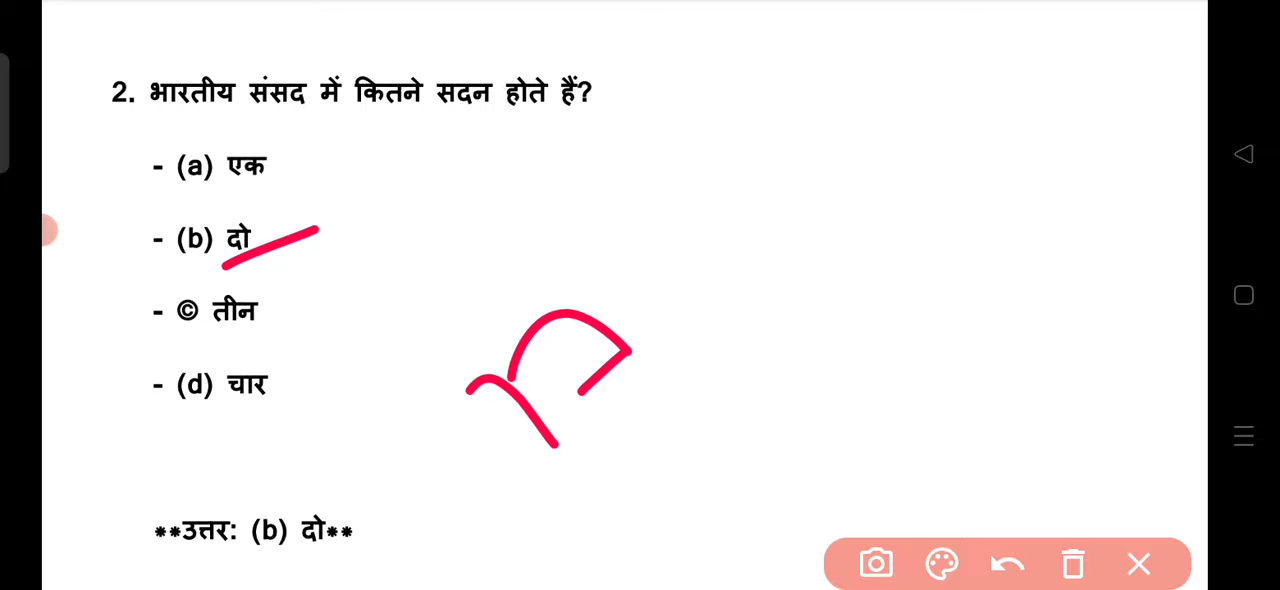 2. भारतीय संसद में कितने सदन होते हैं?
- (a) एक
- (b) दो
- © तीन
- (d) चार
**उत्तर: (b) दो**